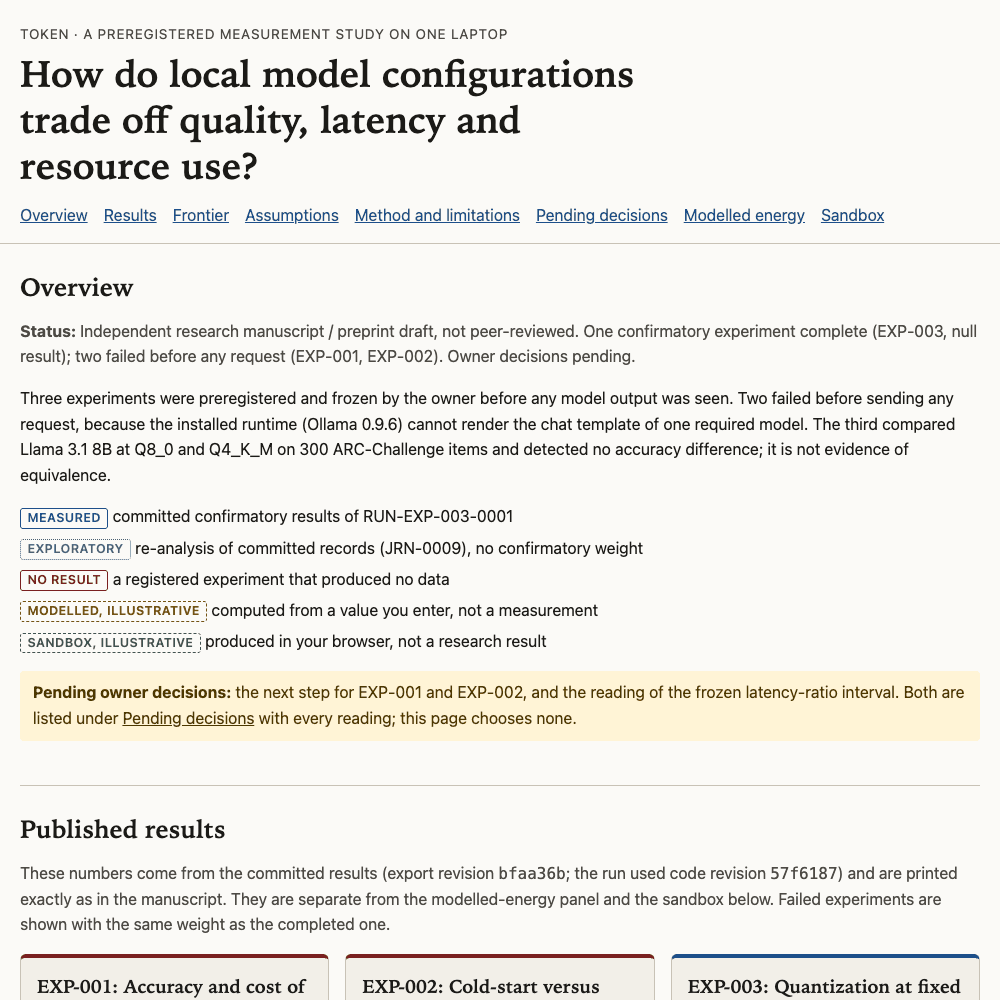 TOKEN · A PREREGISTERED MEASUREMENT STUDY ON ONE LAPTOP
How do local model configurations
trade off quality, latency and
resource use?
Overview Results Frontier Assumptions Method and limitations Pending decisions Modelled energy Sandbox
Overview
Status: Independent research manuscript / preprint draft, not peer-reviewed. One confirmatory experiment complete (EXP-003, null
result); two failed before any request (EXP-001, EXP-002). Owner decisions pending.
Three experiments were preregistered and frozen by the owner before any model output was seen. Two failed before sending any
request, because the installed runtime (Ollama 0.9.6) cannot render the chat template of one required model. The third compared
Llama 3.1 8B at Q8_0 and Q4_K_M on 300 ARC-Challenge items and detected no accuracy difference; it is not evidence of
equivalence.
MEASURED committed confirmatory results of RUN-EXP-003-0001
EXPLORATORY re-analysis of committed records (JRN-0009), no confirmatory weight
NO RESULT a registered experiment that produced no data
MODELLED, ILLUSTRATIVE computed from a value you enter, not a measurement
SANDBOX, ILLUSTRATIVE produced in your browser, not a research result
Pending owner decisions: the next step for EXP-001 and EXP-002, and the reading of the frozen latency-ratio interval. Both are
listed under Pending decisions with every reading; this page chooses none.
Published results
These numbers come from the committed results (export revision bfaa36b; the run used code revision 57f6187) and are printed
exactly as in the manuscript. They are separate from the modelled-energy panel and the sandbox below. Failed experiments are
shown with the same weight as the completed one.
EXP-001: Accuracy and cost of
EXP-002: Cold-start versus
EXP-003: Quantization at fixed